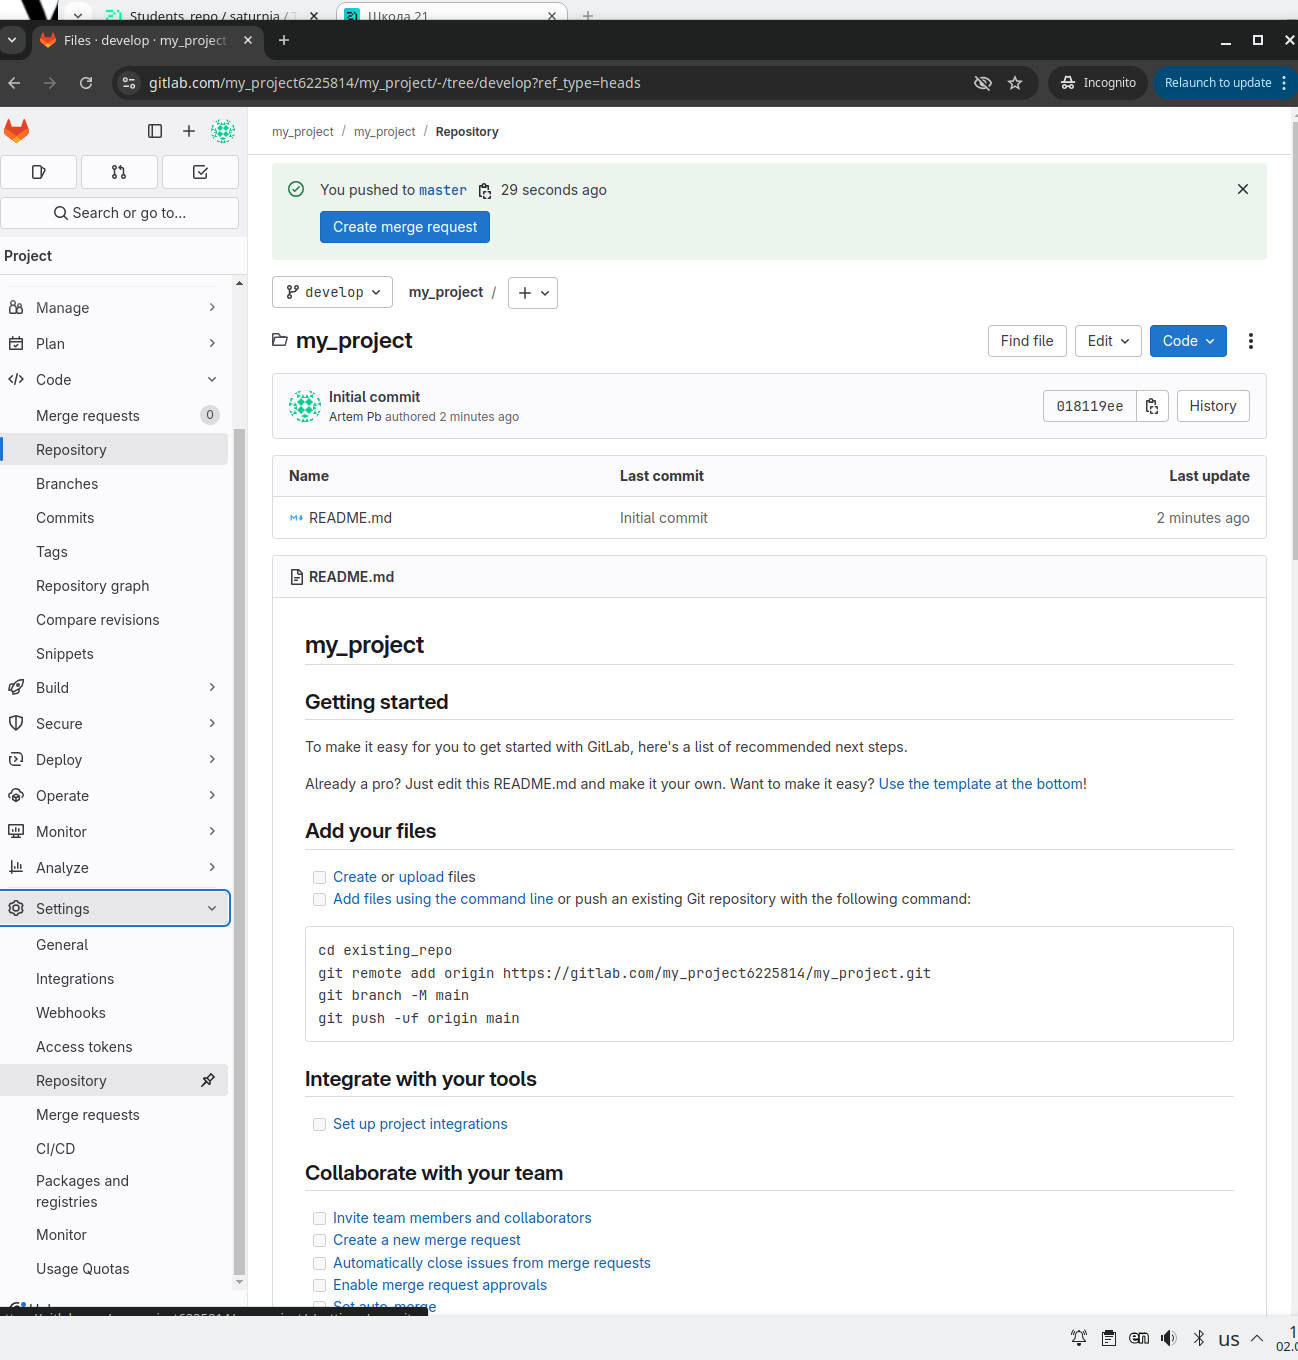 Students_repo / saturnia /
Школа 21
Files · develop · my_project
gitlab.com/my_project6225814/my_project/-/tree/develop?ref_type=heads
Incognito
Relaunch to update
my_project / my_project / Repository
Search or go to...
Project
Manage
Plan
Code
Merge requests 0
Repository
Branches
Commits
Tags
Repository graph
Compare revisions
Snippets
Build
Secure
Deploy
Operate
Monitor
Analyze
Settings
General
Integrations
Webhooks
Access tokens
Repository
Merge requests
CI/CD
Packages and
registries
Monitor
Usage Quotas
You pushed to master 29 seconds ago
Create merge request
develop
my_project /
my_project
Find file
Edit
Code
Initial commit
Artem Pb authored 2 minutes ago
018119ee
History
Name Last commit Last update
README.md Initial commit 2 minutes ago
README.md
my_project
Getting started
To make it easy for you to get started with GitLab, here's a list of recommended next steps.
Already a pro? Just edit this README.md and make it your own. Want to make it easy? Use the template at the bottom!
Add your files
Create or upload files
Add files using the command line or push an existing Git repository with the following command:
cd existing_repo
git remote add origin https://gitlab.com/my_project6225814/my_project.git
git branch -M main
git push -uf origin main
Integrate with your tools
Set up project integrations
Collaborate with your team
Invite team members and collaborators
Create a new merge request
Automatically close issues from merge requests
Enable merge request approvals
Set auto-merge
en
us
02.0